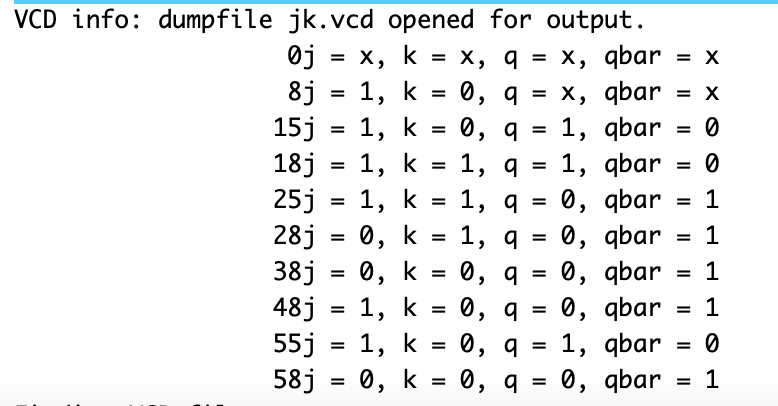 VCD info: dumpfile jk.vcd opened for output.
0j = x, k = x, q = x, qbar = x
8j = 1, k = 0, q = x, qbar = x
15j = 1, k = 0, q = 1, qbar = 0
18j = 1, k = 1, q = 1, qbar = 0
25j = 1, k = 1, q = 0, qbar = 1
28j = 0, k = 1, q = 0, qbar = 1
38j = 0, k = 0, q = 0, qbar = 1
48j = 1, k = 0, q = 0, qbar = 1
55j = 1, k = 0, q = 1, qbar = 0
58j = 0, k = 0, q = 0, qbar = 1